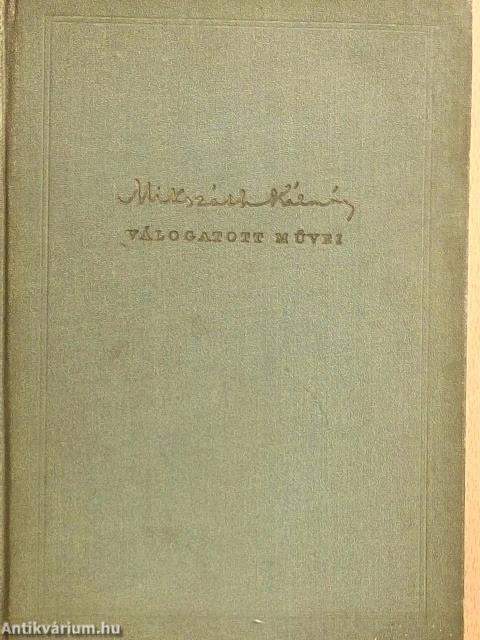 Mikszáth Kálmán
VÁLOGATOTT MŰVEI
Antikvárium.hu